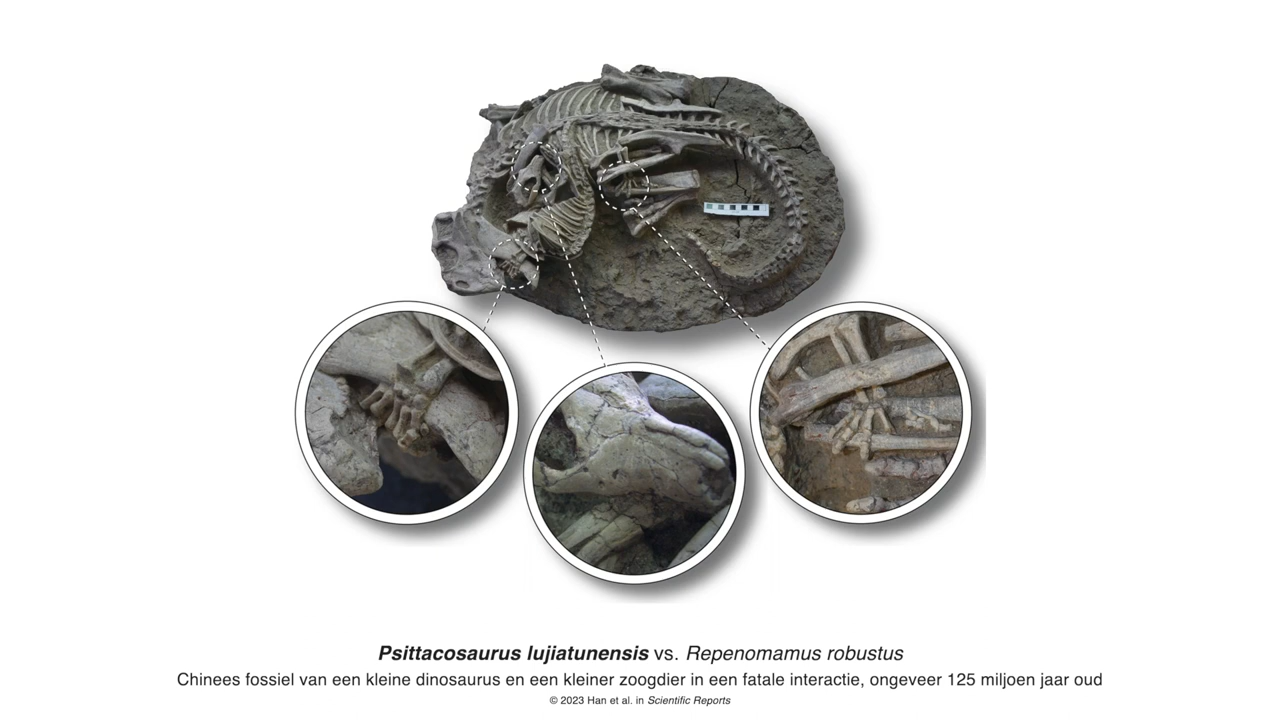 Psittacosaurus lujiatunensis vs. Repenomamus robustus
Chinees fossiel van een kleine dinosaurus en een kleiner zoogdier in een fatale interactie, ongeveer 125 miljoen jaar oud
© 2023 Han et al. in Scientific Reports